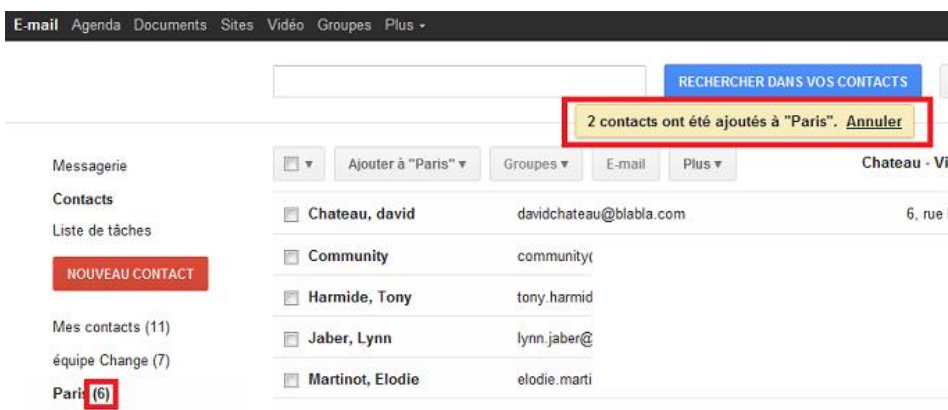 E-mail Agenda Documents Sites Vidéo Groupes Plus
RECHERCHER DANS VOS CONTACTS
2 contacts ont été ajoutés à "Paris". Annuler
Messagerie
Ajouter à "Paris" Groupes E-mail Plus Chateau - Vi
Contacts
Chateau, david davidchateau@blabla.com 6, rue
Liste de tâches
Community community(
NOUVEAU CONTACT
Harmide, Tony tony.harmid
Mes contacts (11)
Jaber, Lynn lynn.jaber@
équipe Change (7)
Martinot, Elodie elodie.marti
Paris (6)